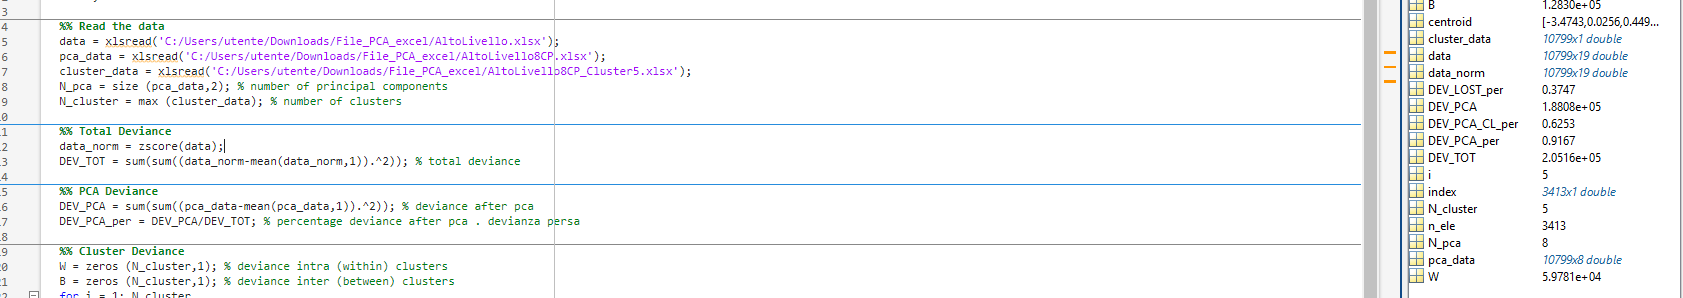 3
4 %% Read the data
5 data = xlsread('C:/Users/utente/Downloads/File_PCA_excel/AltoLivello.xlsx');
6 pca_data = xlsread('C:/Users/utente/Downloads/File_PCA_excel/AltoLivello8CP.xlsx');
7 cluster_data = xlsread('C:/Users/utente/Downloads/File_PCA_excel/AltoLivello8CP_Cluster5.xlsx');
8 N_pca = size (pca_data,2); % number of principal components
9 N_cluster = max (cluster_data); % number of clusters
0
1 %% Total Deviance
2 data_norm = zscore(data);
3 DEV_TOT = sum(sum((data_norm-mean(data_norm,1)).^2)); % total deviance
4
5 %% PCA Deviance
6 DEV_PCA = sum(sum((pca_data-mean(pca_data,1)).^2)); % deviance after pca
7 DEV_PCA_per = DEV_PCA/DEV_TOT; % percentage deviance after pca . devianza persa
8
9 %% Cluster Deviance
20 W = zeros (N_cluster,1); % deviance intra (within) clusters
21 B = zeros (N_cluster,1); % deviance inter (between) clusters
for i = 1: N_cluster
B 1.2830e+05
centroid [-3.4743,0.0256,0.449...
cluster_data 10799x1 double
data 10799x19 double
data_norm 10799x19 double
DEV_LOST_per 0.3747
DEV_PCA 1.8808e+05
DEV_PCA_CL_per 0.6253
DEV_PCA_per 0.9167
DEV_TOT 2.0516e+05
i 5
index 3413x1 double
N_cluster 5
n_ele 3413
N_pca 8
pca_data 10799x8 double
W 5.9781e+04